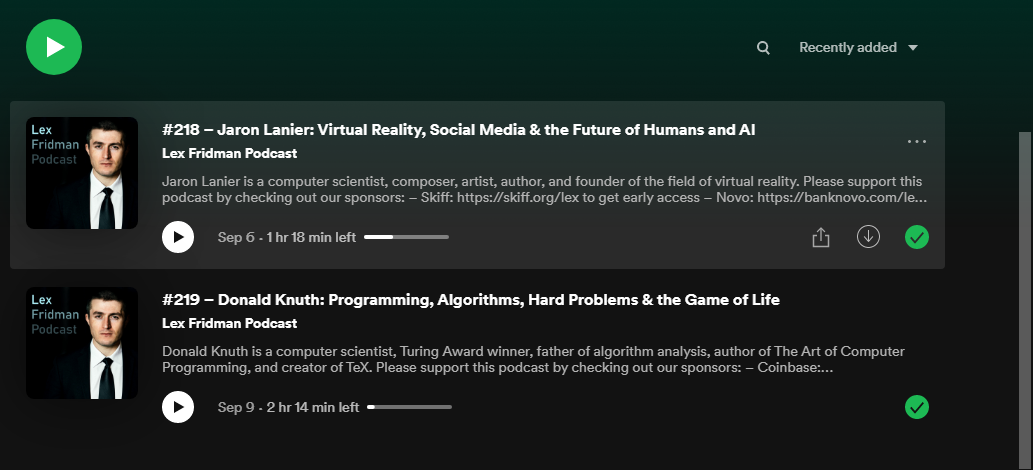 Recently added
Lex
Fridman
Podcast
#218 – Jaron Lanier: Virtual Reality, Social Media & the Future of Humans and AI
Lex Fridman Podcast
Jaron Lanier is a computer scientist, composer, artist, author, and founder of the field of virtual reality. Please support this
podcast by checking out our sponsors: – Skiff: https://skiff.org/lex to get early access – Novo: https://banknovo.com/le...
Sep 6 · 1 hr 18 min left
Lex
Fridman
Podcast
#219 – Donald Knuth: Programming, Algorithms, Hard Problems & the Game of Life
Lex Fridman Podcast
Donald Knuth is a computer scientist, Turing Award winner, father of algorithm analysis, author of The Art of Computer
Programming, and creator of TeX. Please support this podcast by checking out our sponsors: – Coinbase:...
Sep 9 · 2 hr 14 min left